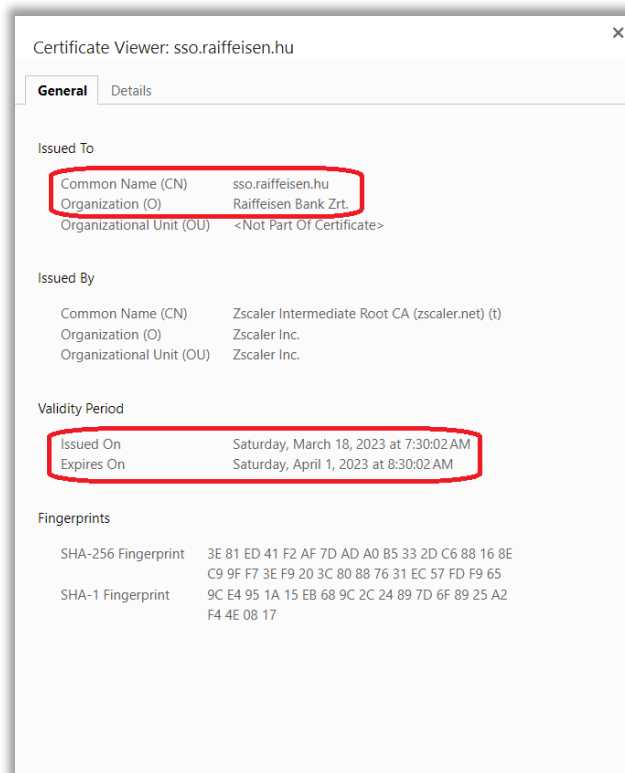 Certificate Viewer: sso.raiffeisen.hu
General Details
Issued To
Common Name (CN) sso.raiffeisen.hu
Organization (O) Raiffeisen Bank Zrt.
Organizational Unit (OU) <Not Part Of Certificate>
Issued By
Common Name (CN) Zscaler Intermediate Root CA (zscaler.net) (t)
Organization (O) Zscaler Inc.
Organizational Unit (OU) Zscaler Inc.
Validity Period
Issued On Saturday, March 18, 2023 at 7:30:02 AM
Expires On Saturday, April 1, 2023 at 8:30:02 AM
Fingerprints
SHA-256 Fingerprint 3E 81 ED 41 F2 AF 7D AD A0 B5 33 2D C6 88 16 8E
C9 9F F7 3E F9 20 3C 80 88 76 31 EC 57 FD F9 65
SHA-1 Fingerprint 9C E4 95 1A 15 EB 68 9C 2C 24 89 7D 6F 89 25 A2
F4 4E 08 17